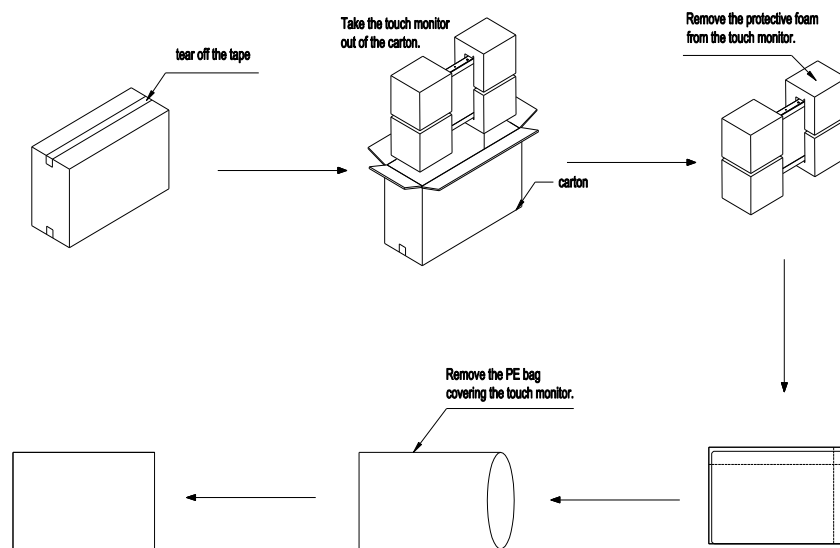 tear off the tape
Take the touch monitor
out of the carton.
Remove the protective foam
from the touch monitor.
carton
Remove the PE bag
covering the touch monitor.